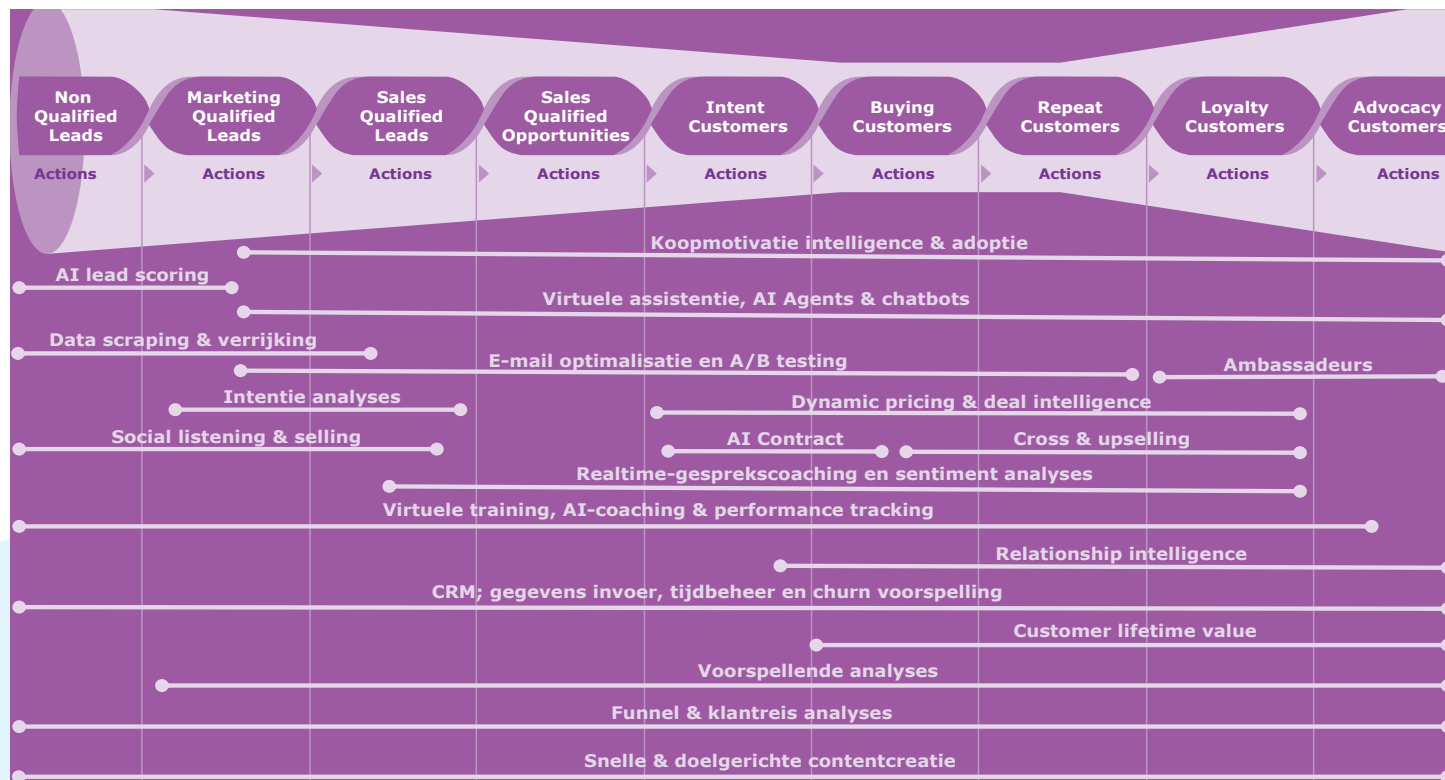 Non
Qualified
Leads
Marketing
Qualified
Leads
Sales
Qualified
Leads
Sales
Qualified
Opportunities
Intent
Customers
Buying
Customers
Repeat
Customers
Loyalty
Customers
Advocacy
Customers
Actions
Actions
Actions
Actions
Actions
Actions
Actions
Actions
Actions
Koopmotivatie intelligence & adoptie
AI lead scoring
Virtuele assistentie, AI Agents & chatbots
Data scraping & verrijking
E-mail optimalisatie en A/B testing
Ambassadeurs
Intentie analyses
Dynamic pricing & deal intelligence
Social listening & selling
AI Contract
Cross & upselling
Realtime-gesprekscoaching en sentiment analyses
Virtuele training, AI-coaching & performance tracking
Relationship intelligence
CRM; gegevens invoer, tijdbeheer en churn voorspelling
Customer lifetime value
Voorspellende analyses
Funnel & klantreis analyses
Snelle & doelgerichte contentcreatie